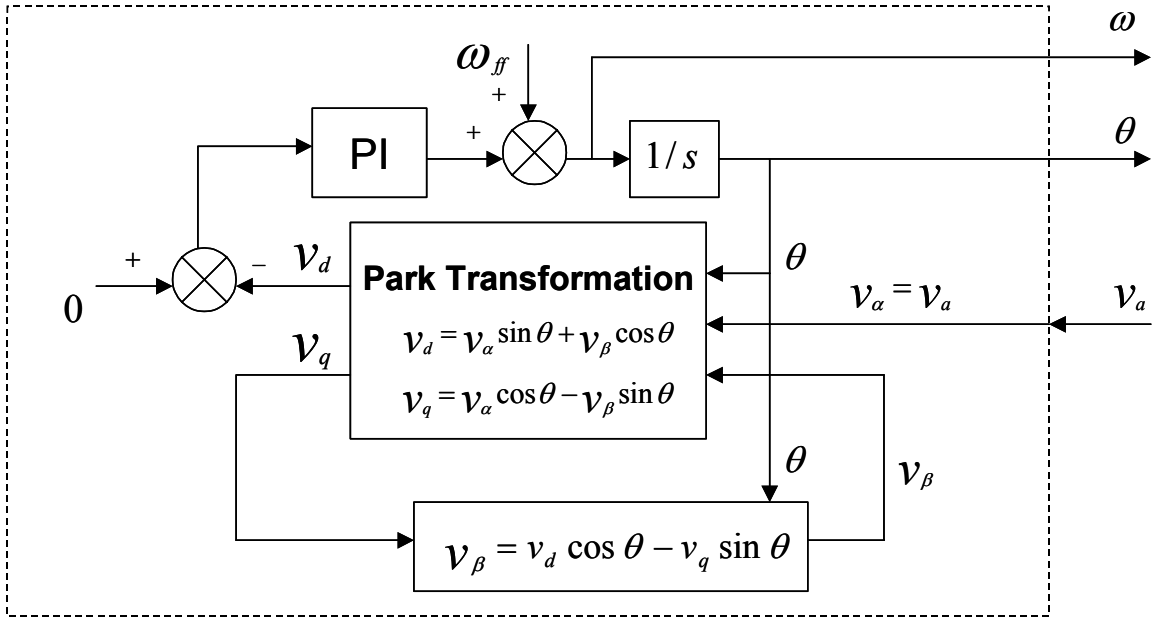 ω
ω_ff
+
+
PI
1/s
θ
+
−
0
v_d
v_q
Park Transformation
v_d = v_α sin θ + v_β cos θ
v_q = v_α cos θ − v_β sin θ
θ
v_α = v_a
v_a
θ
v_β
v_β = v_d cos θ − v_q sin θ